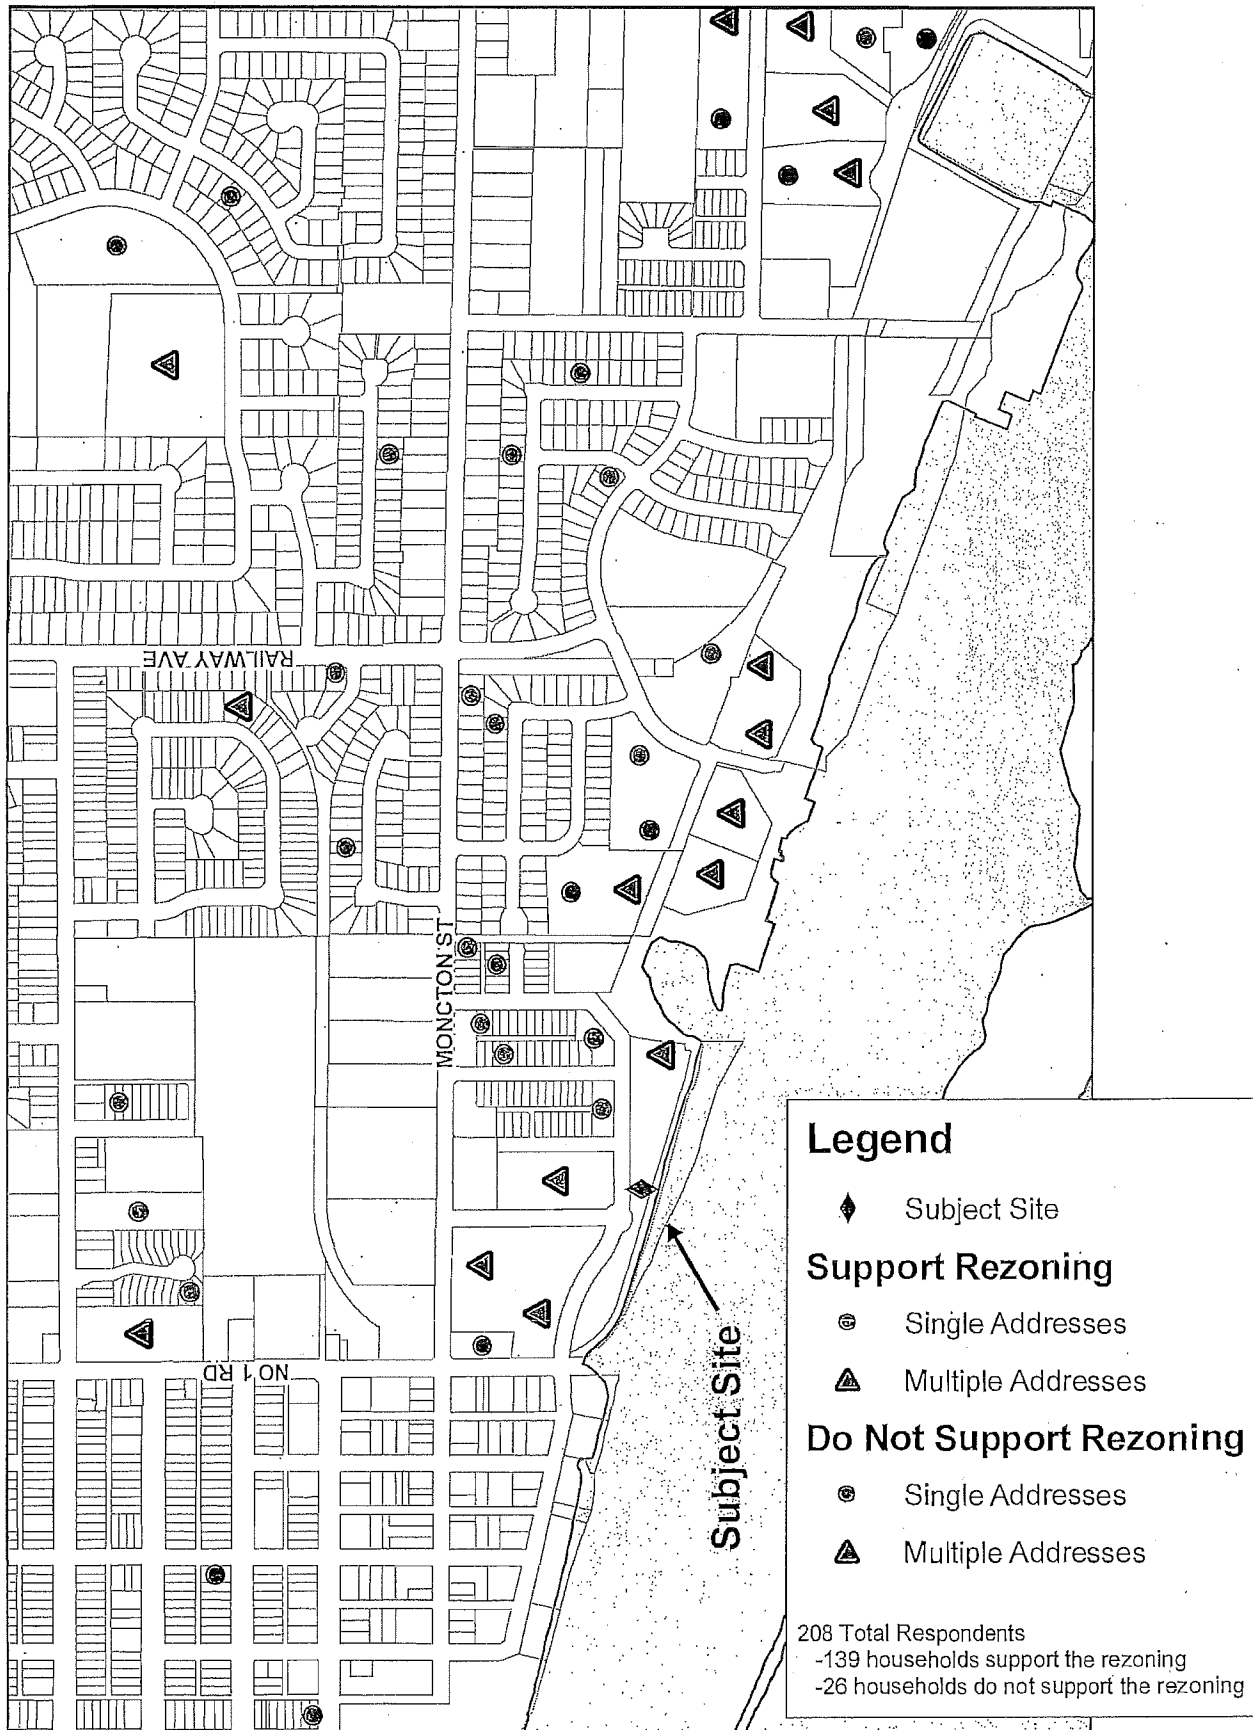 RAILWAY AVE
MONCTON ST
NO 1 RD
Subject Site
Legend
Subject Site
Support Rezoning
Single Addresses
Multiple Addresses
Do Not Support Rezoning
Single Addresses
Multiple Addresses
208 Total Respondents
-139 households support the rezoning
-26 households do not support the rezoning